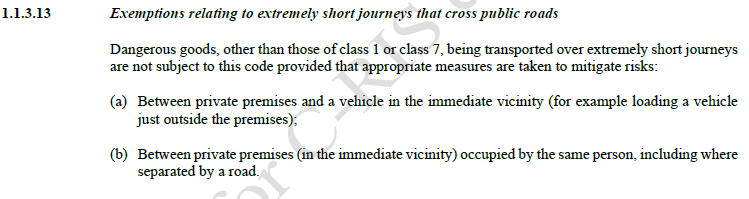 1.1.3.13 Exemptions relating to extremely short journeys that cross public roads
Dangerous goods, other than those of class 1 or class 7, being transported over extremely short journeys
are not subject to this code provided that appropriate measures are taken to mitigate risks:
(a) Between private premises and a vehicle in the immediate vicinity (for example loading a vehicle
just outside the premises);
(b) Between private premises (in the immediate vicinity) occupied by the same person, including where
separated by a road.
for C-RIS